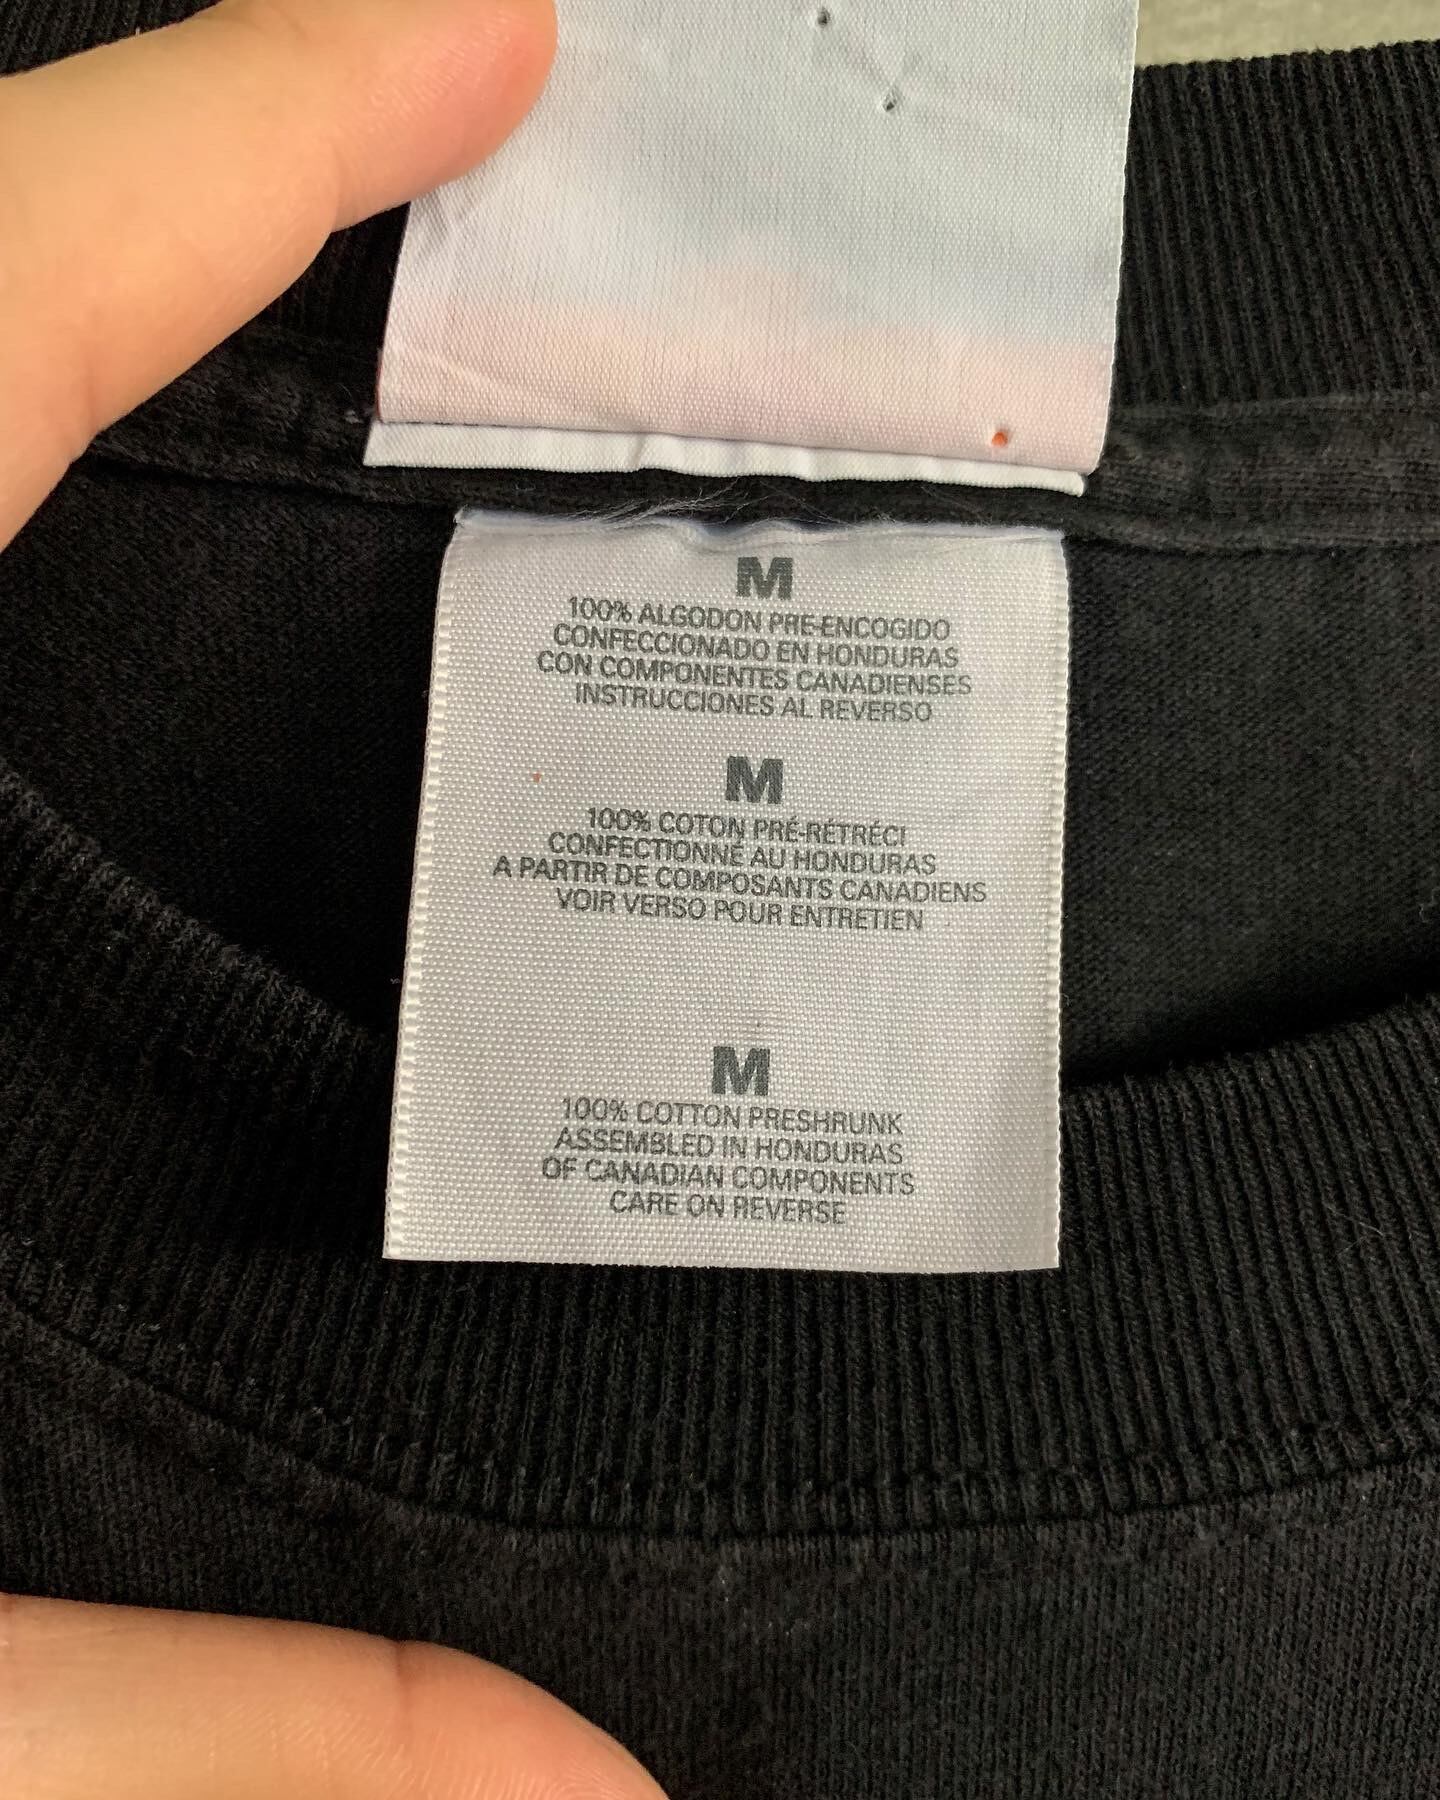 M
100% ALGODON PRE-ENCOGIDO
CONFECCIONADO EN HONDURAS
CON COMPONENTES CANADIENSES
INSTRUCCIONES AL REVERSO
M
100% COTON PRÉ-RÉTRÉCI
CONFECTIONNÉ AU HONDURAS
A PARTIR DE COMPOSANTS CANADIENS
VOIR VERSO POUR ENTRETIEN
M
100% COTTON PRESHRUNK
ASSEMBLED IN HONDURAS
OF CANADIAN COMPONENTS
CARE ON REVERSE